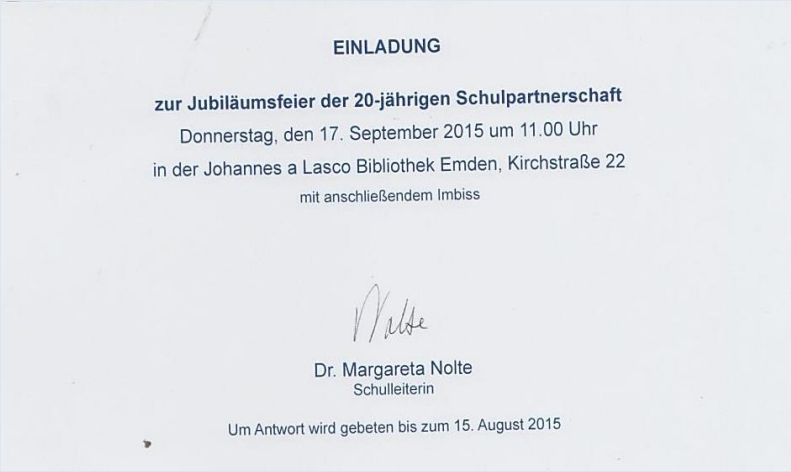 EINLADUNG
zur Jubiläumsfeier der 20-jährigen Schulpartnerschaft
Donnerstag, den 17. September 2015 um 11.00 Uhr
in der Johannes a Lasco Bibliothek Emden, Kirchstraße 22
mit anschließendem Imbiss
Nolte
Dr. Margareta Nolte
Schulleiterin
Um Antwort wird gebeten bis zum 15. August 2015